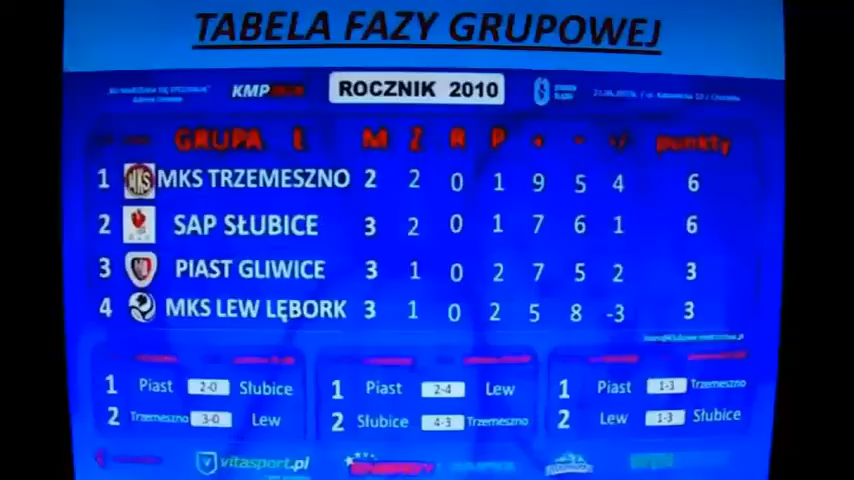 TABELA FAZY GRUPOWEJ
KMP
ROCZNIK 2010
GRUPA Ł M Z R P + - +/- punkty
1 MKS TRZEMESZNO 2 2 0 1 9 5 4 6
2 SAP SŁUBICE 3 2 0 1 7 6 1 6
3 PIAST GLIWICE 3 1 0 2 7 5 2 3
4 MKS LEW LĘBORK 3 1 0 2 5 8 -3 3
1 Piast 2-0 Słubice 1 Piast 2-4 Lew 1 Piast 1-3 Trzemeszno
2 Trzemeszno 3-0 Lew 2 Słubice 4-3 Trzemeszno 2 Lew 1-3 Słubice
vitasport.pl